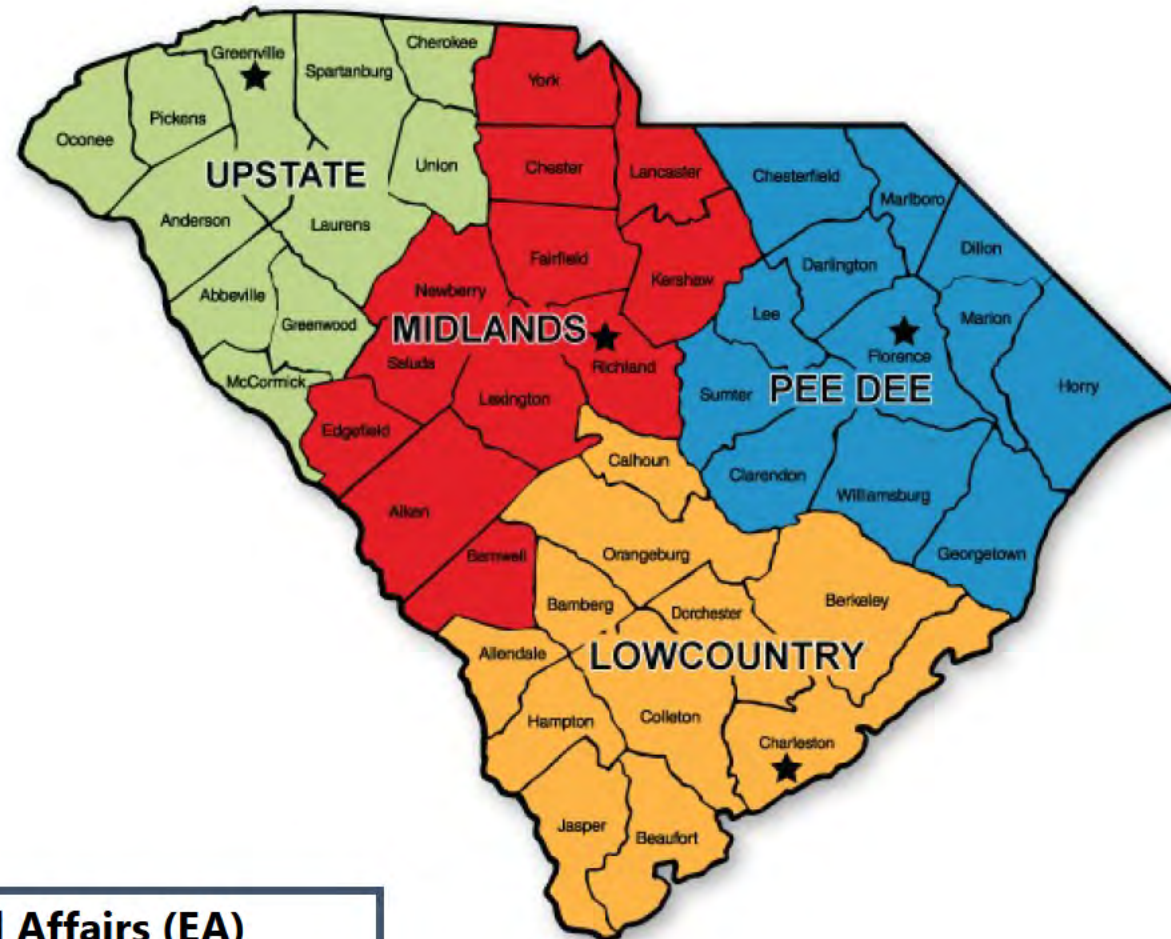 Cherokee
Greenville
Spartanburg
York
Pickens
Oconee
Union
Chester
Lancaster
Chesterfield
UPSTATE
Marlboro
Anderson
Laurens
Dillon
Fairfield
Darlington
Kershaw
Newberry
Abbeville
Lee
Marion
Greenwood
MIDLANDS
Florence
Saluda
Richland
McCormick
PEE DEE
Horry
Sumter
Lexington
Edgefield
Calhoun
Clarendon
Williamsburg
Aiken
Barnwell
Orangeburg
Georgetown
Bamberg
Dorchester
Berkeley
Allendale
LOWCOUNTRY
Hampton
Colleton
Charleston
Jasper
Beaufort
Affairs (EA)